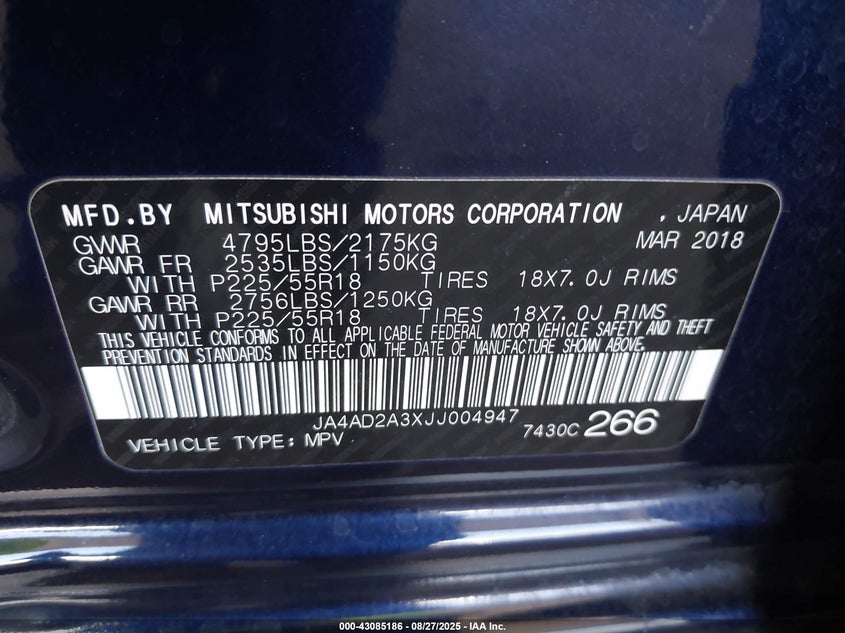 MFD.BY MITSUBISHI MOTORS CORPORATION , JAPAN
GVWR 4795LBS/2175KG MAR 2018
GAWR FR 2535LBS/1150KG
WITH P225/55R18 TIRES 18X7.0J RIMS
GAWR RR 2756LBS/1250KG
WITH P225/55R18 TIRES 18X7.0J RIMS
THIS VEHICLE CONFORMS TO ALL APPLICABLE FEDERAL MOTOR VEHICLE SAFETY AND THEFT
PREVENTION STANDARDS IN EFFECT ON THE DATE OF MANUFACTURE SHOWN ABOVE.
JA4AD2A3XJJ004947
VEHICLE TYPE: MPV 7430C 266
000-43085186 - 08/27/2025 - IAA Inc.